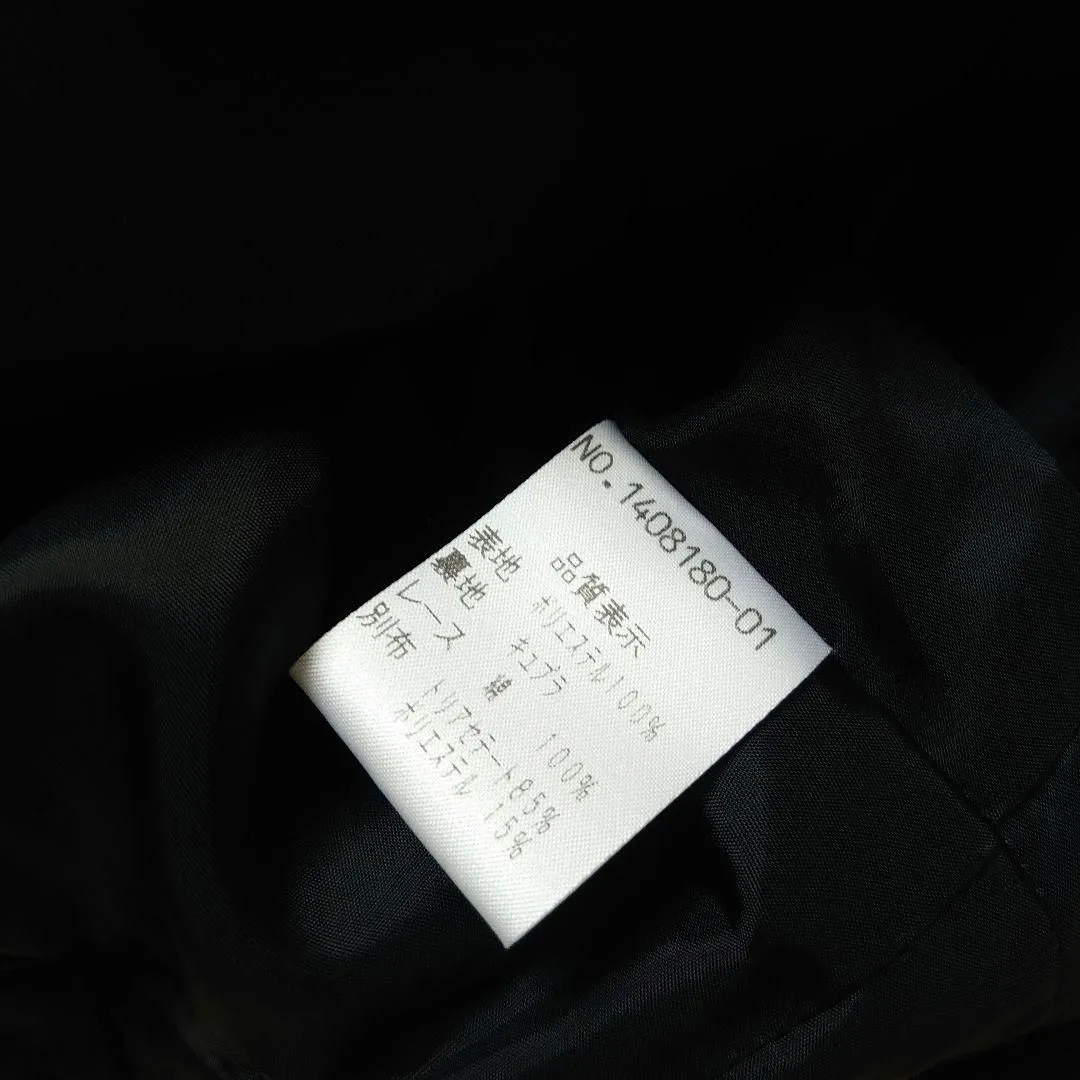 NO.1408180-01
品質表示
表地 ポリエステル100%
裏地 キュプラ
レース 綿 100%
別布 トリアセテート85%
ポリエステル 15%